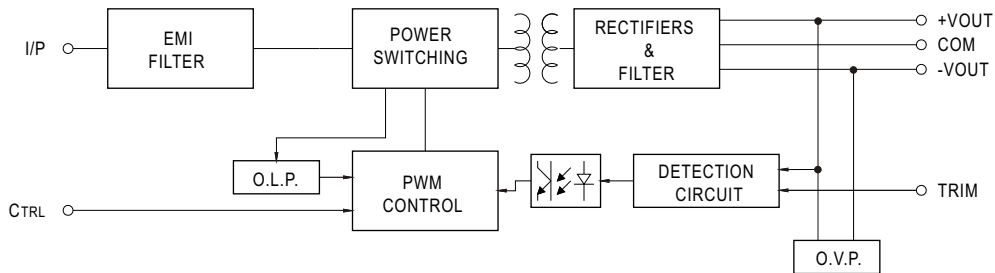 I/P
EMI
FILTER
POWER
SWITCHING
RECTIFIERS
&
FILTER
+VOUT
COM
-VOUT
O.L.P.
PWM
CONTROL
DETECTION
CIRCUIT
TRIM
CTRL
O.V.P.